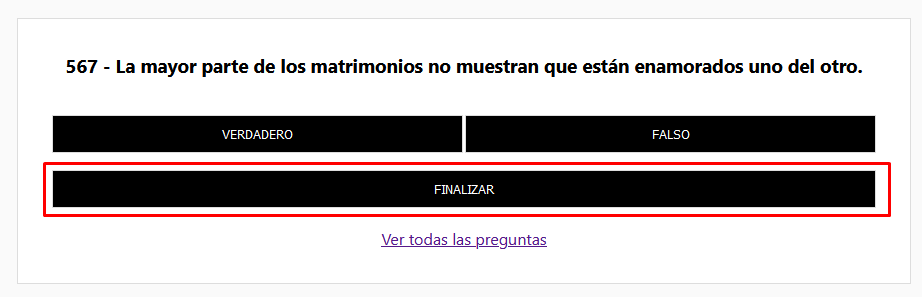 567 - La mayor parte de los matrimonios no muestran que están enamorados uno del otro.
VERDADERO
FALSO
FINALIZAR
Ver todas las preguntas